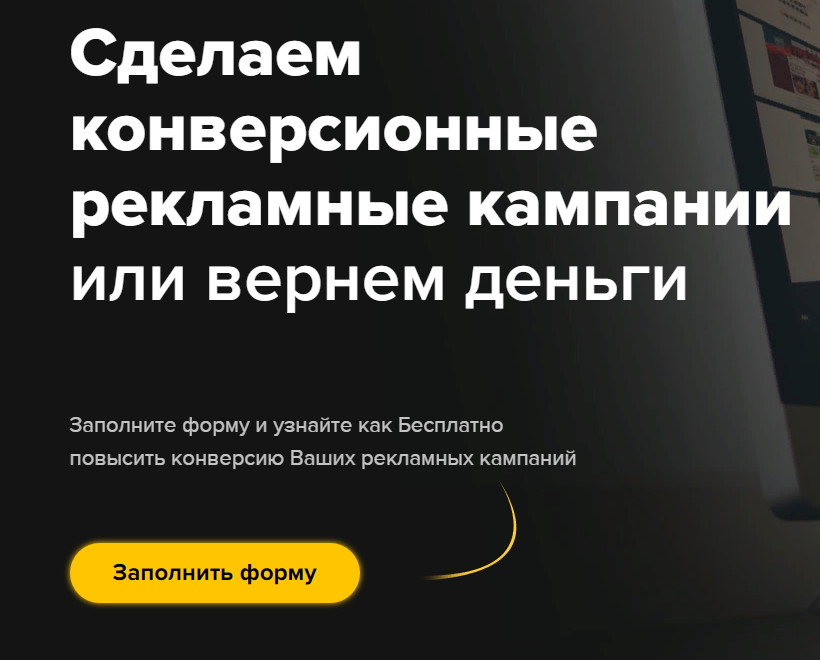 Сделаем
конверсионные
рекламные кампании
или вернем деньги
Заполните форму и узнайте как Бесплатно
повысить конверсию Ваших рекламных кампаний
Заполнить форму